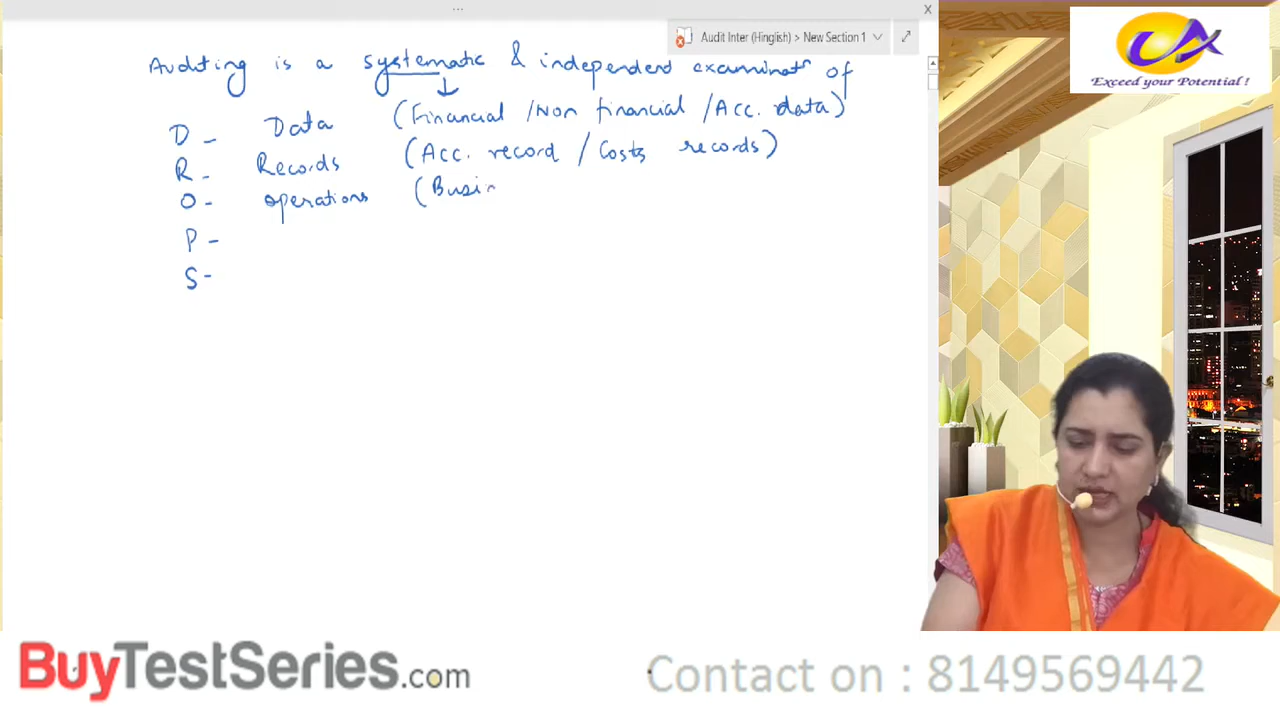 ...
X
Audit Inter (Hinglish) > New Section 1
Auditing is a systematic & independent examinatn of
D - Data (Financial / Non financial / Acc. data)
R - Records (Acc. record / Costs records)
O - operations (Busin
P -
S -
Exceed your Potential !
BuyTestSeries.com
Contact on : 8149569442